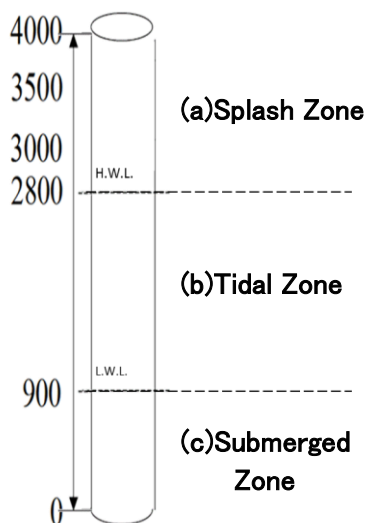 4000
3500
(a)Splash Zone
3000
H.W.L.
2800
(b)Tidal Zone
L.W.L.
900
(c)Submerged
Zone
0